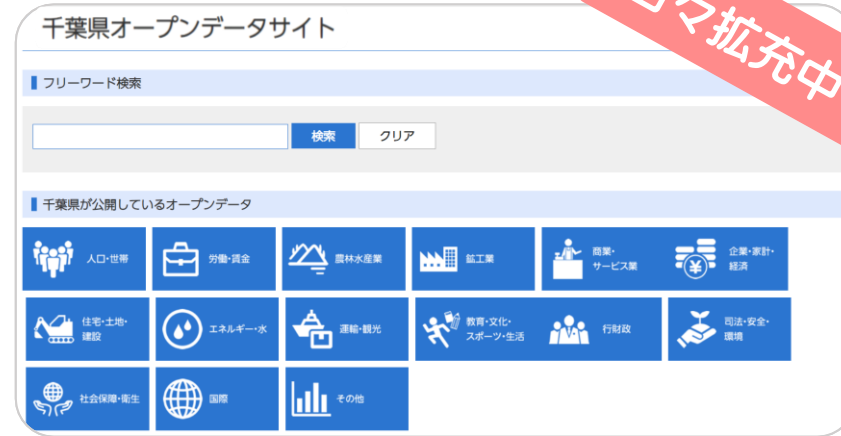 千葉県オープンデータサイト
日々拡充中
フリーワード検索
検索
クリア
千葉県が公開しているオープンデータ
人口・世帯
労働・賃金
農林水産業
鉱工業
商業・
サービス業
企業・家計・
経済
住宅・土地・
建設
エネルギー・水
運輸・観光
教育・文化・
スポーツ・生活
行財政
司法・安全・
環境
社会保障・衛生
国際
その他